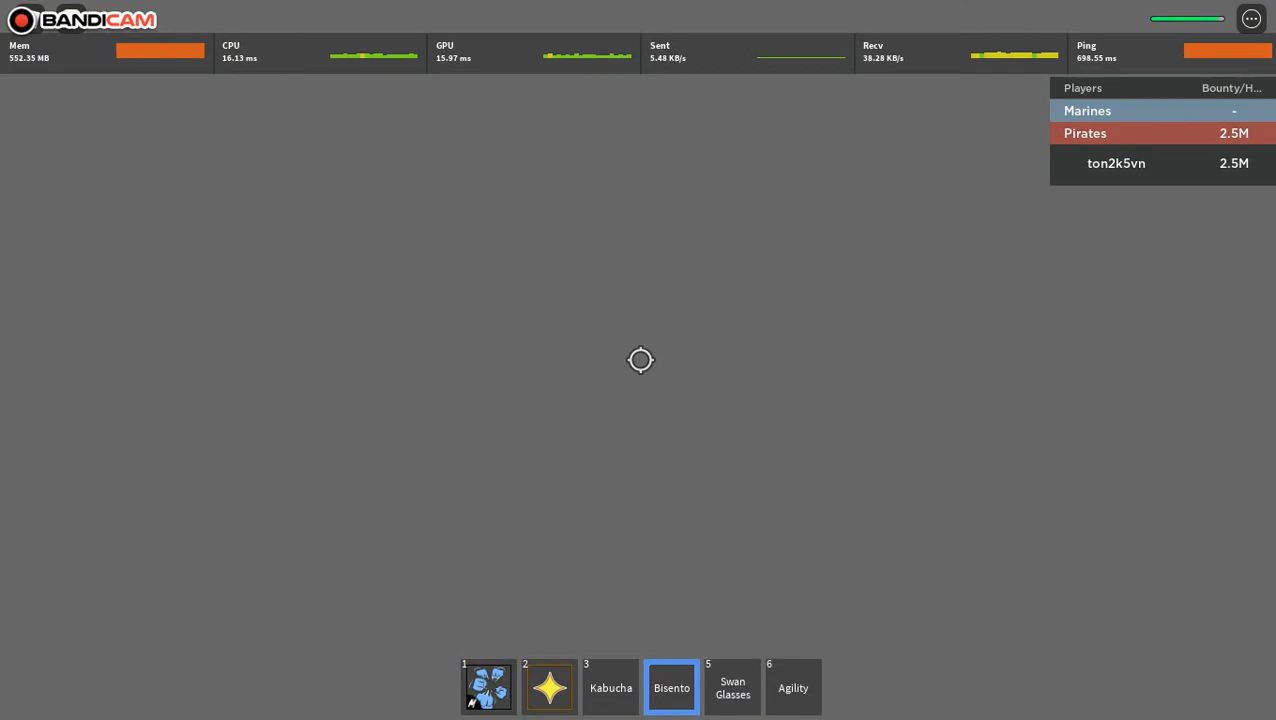 BANDICAM
Mem
552.35 MB
CPU
16.13 ms
GPU
15.97 ms
Sent
5.48 KB/s
Recv
38.28 KB/s
Ping
698.55 ms
Players Bounty/H...
Marines -
Pirates 2.5M
ton2k5vn 2.5M
1
2
3
Kabucha
Bisento
5
Swan
Glasses
6
Agility